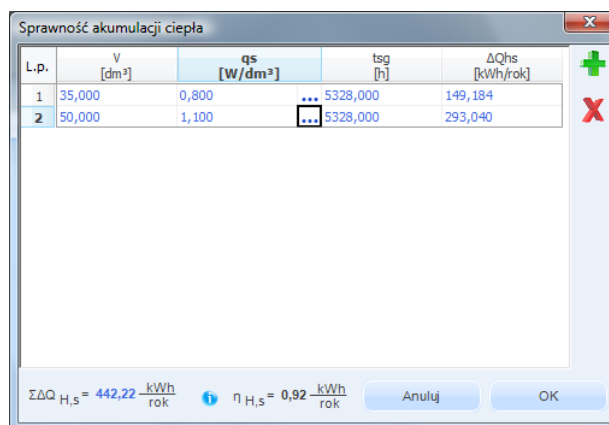 Sprawność akumulacji ciepła
L.p. V [dm³] qs [W/dm³] tsg [h] ΔQhs [kWh/rok]
1 35,000 0,800 ... 5328,000 149,184
2 50,000 1,100 ... 5328,000 293,040
ΣΔQ H,s = 442,22 kWh/rok i η H,s = 0,92 kWh/rok Anuluj OK